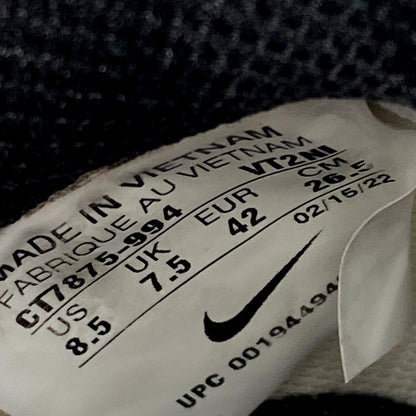 MADE IN VIETNAM
FABRIQUE AU VIETNAM
CT7875-994 VT2NI
US UK EUR CM
8.5 7.5 42 26.5
02/15/22
UPC 00194494